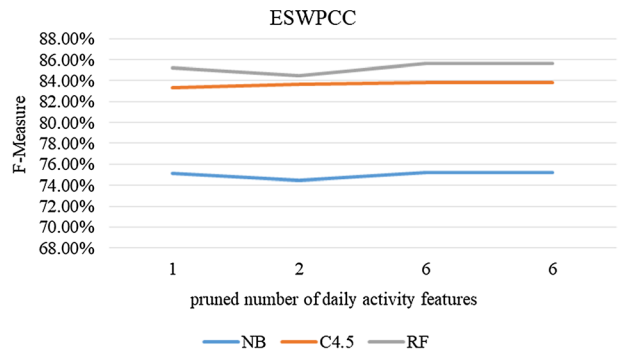 ESWPCC
88.00%
86.00%
84.00%
82.00%
80.00%
78.00%
76.00%
74.00%
72.00%
70.00%
68.00%
F-Measure
1 2 6 6
pruned number of daily activity features
NB C4.5 RF